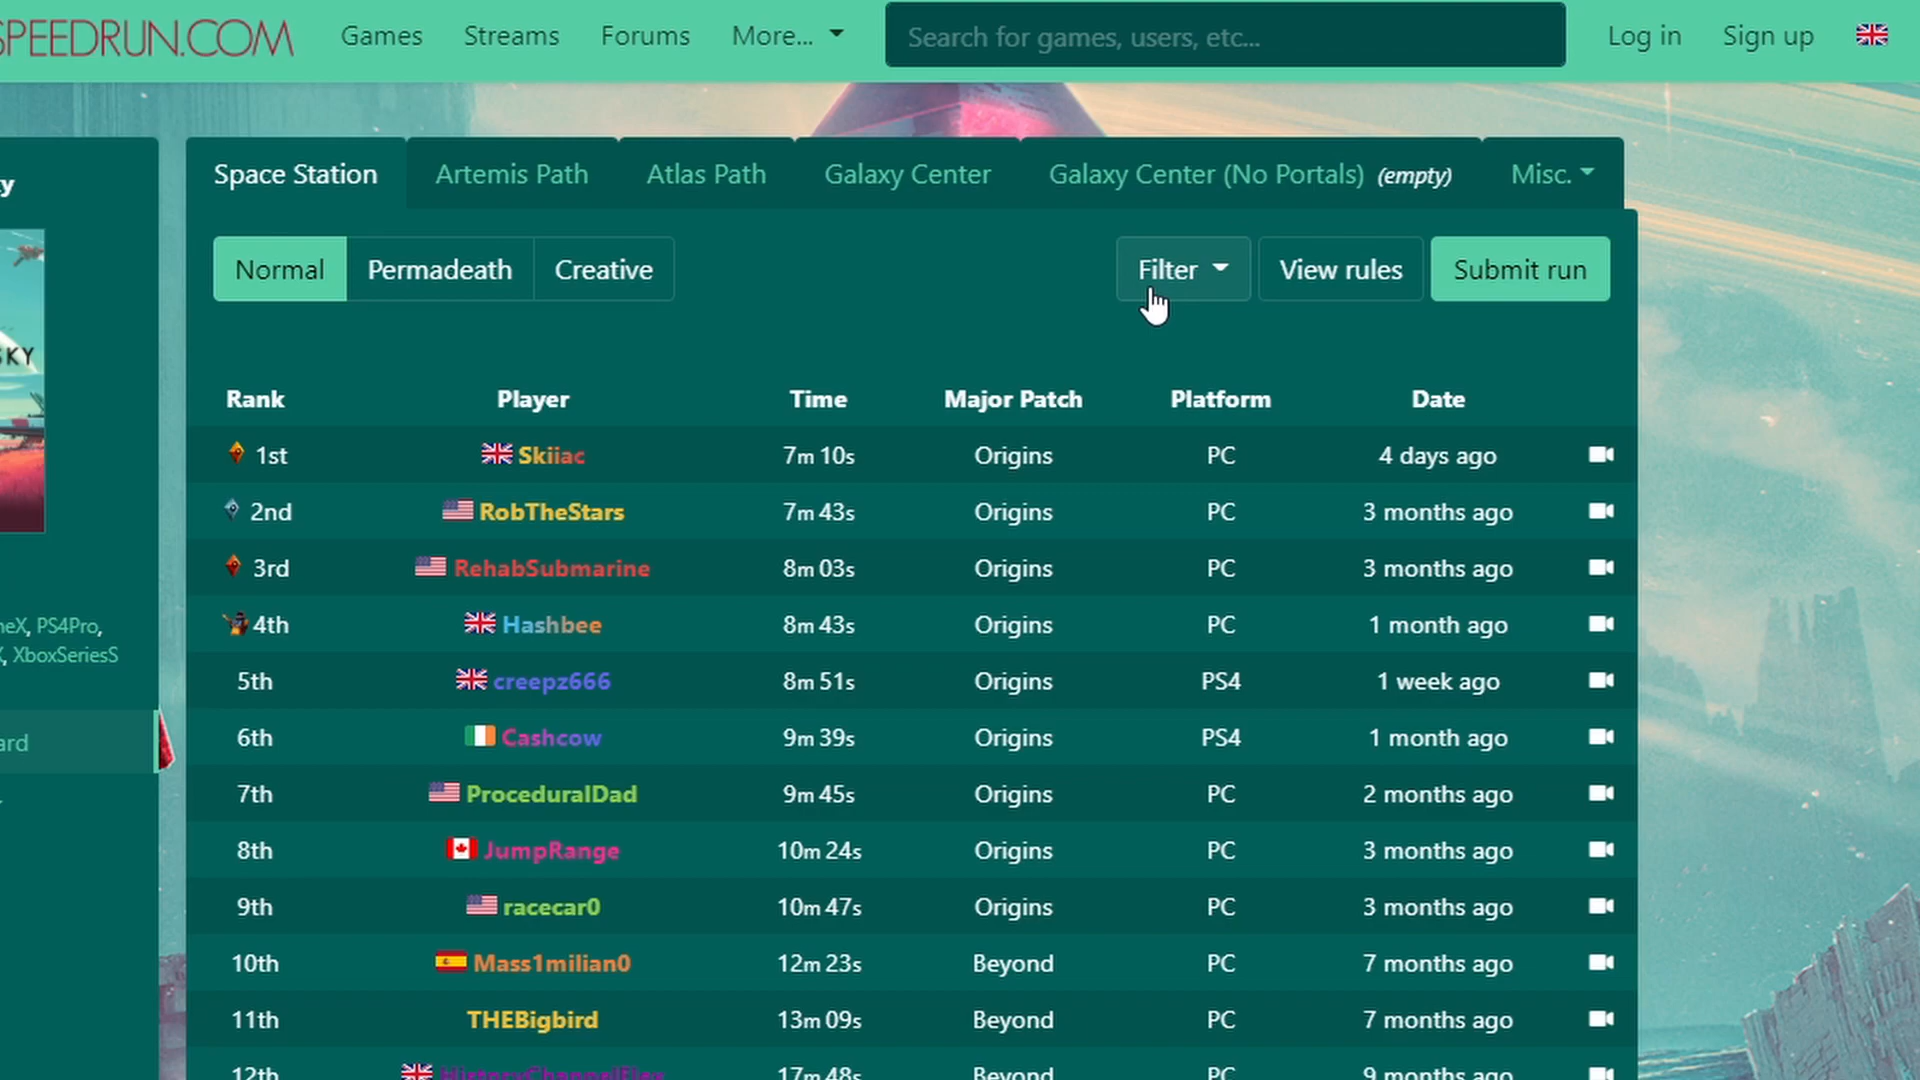 SPEEDRUN.COM Games Streams Forums More... Search for games, users, etc... Log in Sign up
y
SKY
neX, PS4Pro,
X, XboxSeriesS
ard
Space Station Artemis Path Atlas Path Galaxy Center Galaxy Center (No Portals) (empty) Misc.
Normal Permadeath Creative Filter View rules Submit run
Rank Player Time Major Patch Platform Date
1st Skiiac 7m 10s Origins PC 4 days ago
2nd RobTheStars 7m 43s Origins PC 3 months ago
3rd RehabSubmarine 8m 03s Origins PC 3 months ago
4th Hashbee 8m 43s Origins PC 1 month ago
5th creepz666 8m 51s Origins PS4 1 week ago
6th Cashcow 9m 39s Origins PS4 1 month ago
7th ProceduralDad 9m 45s Origins PC 2 months ago
8th JumpRange 10m 24s Origins PC 3 months ago
9th racecar0 10m 47s Origins PC 3 months ago
10th Mass1milian0 12m 23s Beyond PC 7 months ago
11th THEBigbird 13m 09s Beyond PC 7 months ago
12th 17m 48s Beyond PC 9 months ago